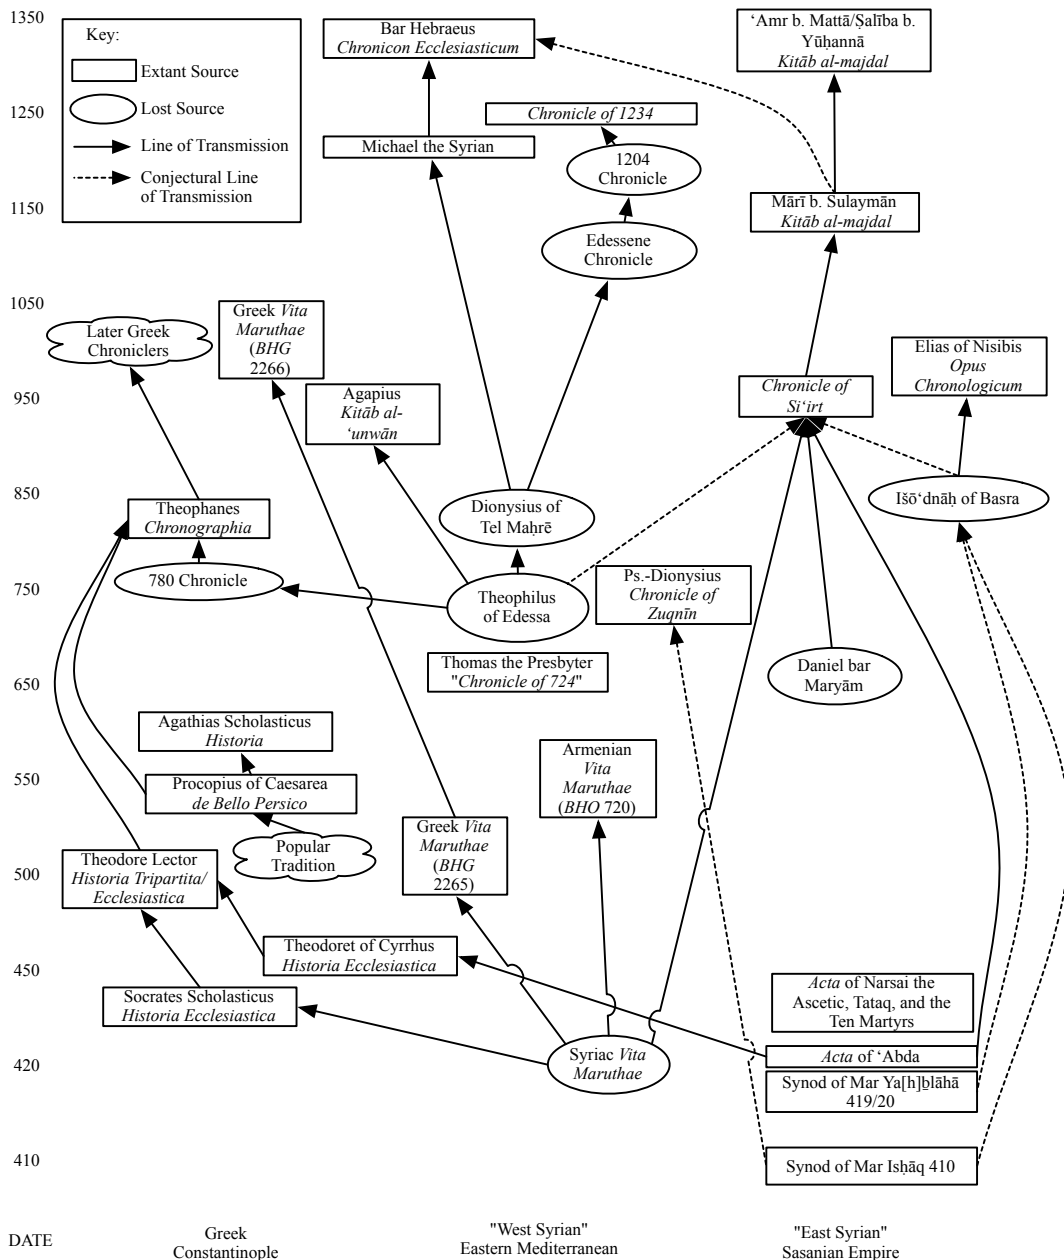 1350
Key:
Extant Source
Lost Source
Line of Transmission
Conjectural Line
of Transmission
Bar Hebraeus
Chronicon Ecclesiasticum
ʻAmr b. Mattā/Ṣalība b.
Yūḥannā
Kitāb al-majdal
1250
Chronicle of 1234
Michael the Syrian
1204
Chronicle
1150
Mārī b. Sulaymān
Kitāb al-majdal
Edessene
Chronicle
1050
Later Greek
Chroniclers
Greek Vita
Maruthae
(BHG
2266)
Elias of Nisibis
Opus
Chronologicum
950
Agapius
Kitāb al-
ʻunwān
Chronicle of
Siʻirt
850
Theophanes
Chronographia
Dionysius of
Tel Maḥrē
Išōʻdnāḥ of Basra
750
780 Chronicle
Theophilus
of Edessa
Ps.-Dionysius
Chronicle of
Zuqnīn
650
Thomas the Presbyter
"Chronicle of 724"
Daniel bar
Maryām
Agathias Scholasticus
Historia
550
Procopius of Caesarea
de Bello Persico
Armenian
Vita
Maruthae
(BHO 720)
Popular
Tradition
Greek Vita
Maruthae
(BHG
2265)
500
Theodore Lector
Historia Tripartita/
Ecclesiastica
450
Theodoret of Cyrrhus
Historia Ecclesiastica
Socrates Scholasticus
Historia Ecclesiastica
Acta of Narsai the
Ascetic, Tataq, and the
Ten Martyrs
420
Syriac Vita
Maruthae
Acta of ʻAbda
Synod of Mar Ya[h]ḇlāhā
419/20
410
Synod of Mar Isḥāq 410
DATE
Greek
Constantinople
"West Syrian"
Eastern Mediterranean
"East Syrian"
Sasanian Empire